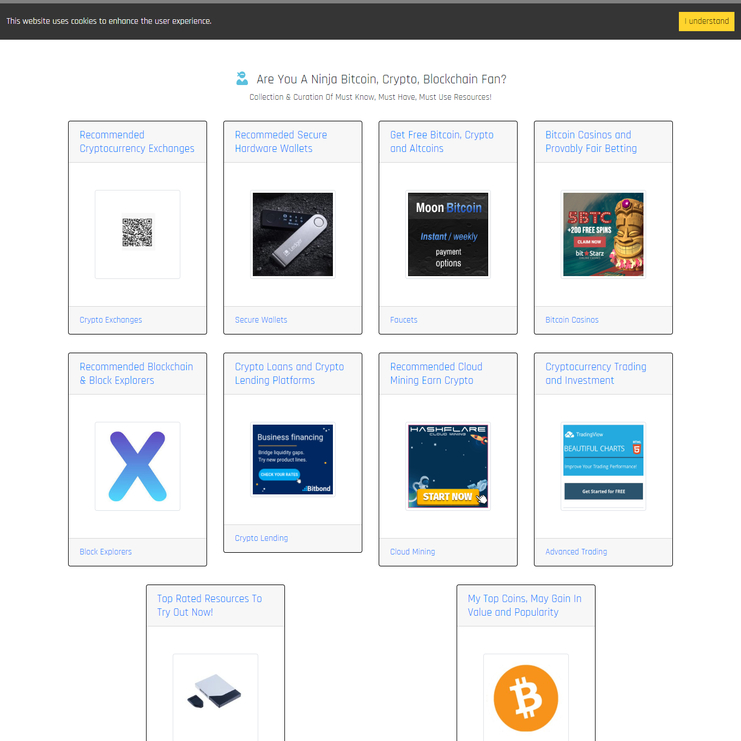 This website uses cookies to enhance the user experience.
I understand
Are You A Ninja Bitcoin, Crypto, Blockchain Fan?
Collection & Curation Of Must Know, Must Have, Must Use Resources!
Recommended
Cryptocurrency Exchanges
Crypto Exchanges
Recommeded Secure
Hardware Wallets
Secure Wallets
Get Free Bitcoin, Crypto
and Altcoins
Moon Bitcoin
Instant / weekly
payment
options
Faucets
Bitcoin Casinos and
Provably Fair Betting
5BTC
+200 FREE SPINS
CLAIM NOW
bit Starz
Bitcoin Casinos
Recommended Blockchain
& Block Explorers
Block Explorers
Crypto Loans and Crypto
Lending Platforms
Business financing
Bridge liquidity gaps.
Try new product lines.
CHECK YOUR RATES
Bitbond
Crypto Lending
Recommended Cloud
Mining Earn Crypto
HASHFLARE
CLOUD MINING
START NOW
Cloud Mining
Cryptocurrency Trading
and Investment
TradingView
BEAUTIFUL CHARTS
Improve Your Trading Performance!
Get Started for FREE
Advanced Trading
Top Rated Resources To
Try Out Now!
My Top Coins, May Gain In
Value and Popularity